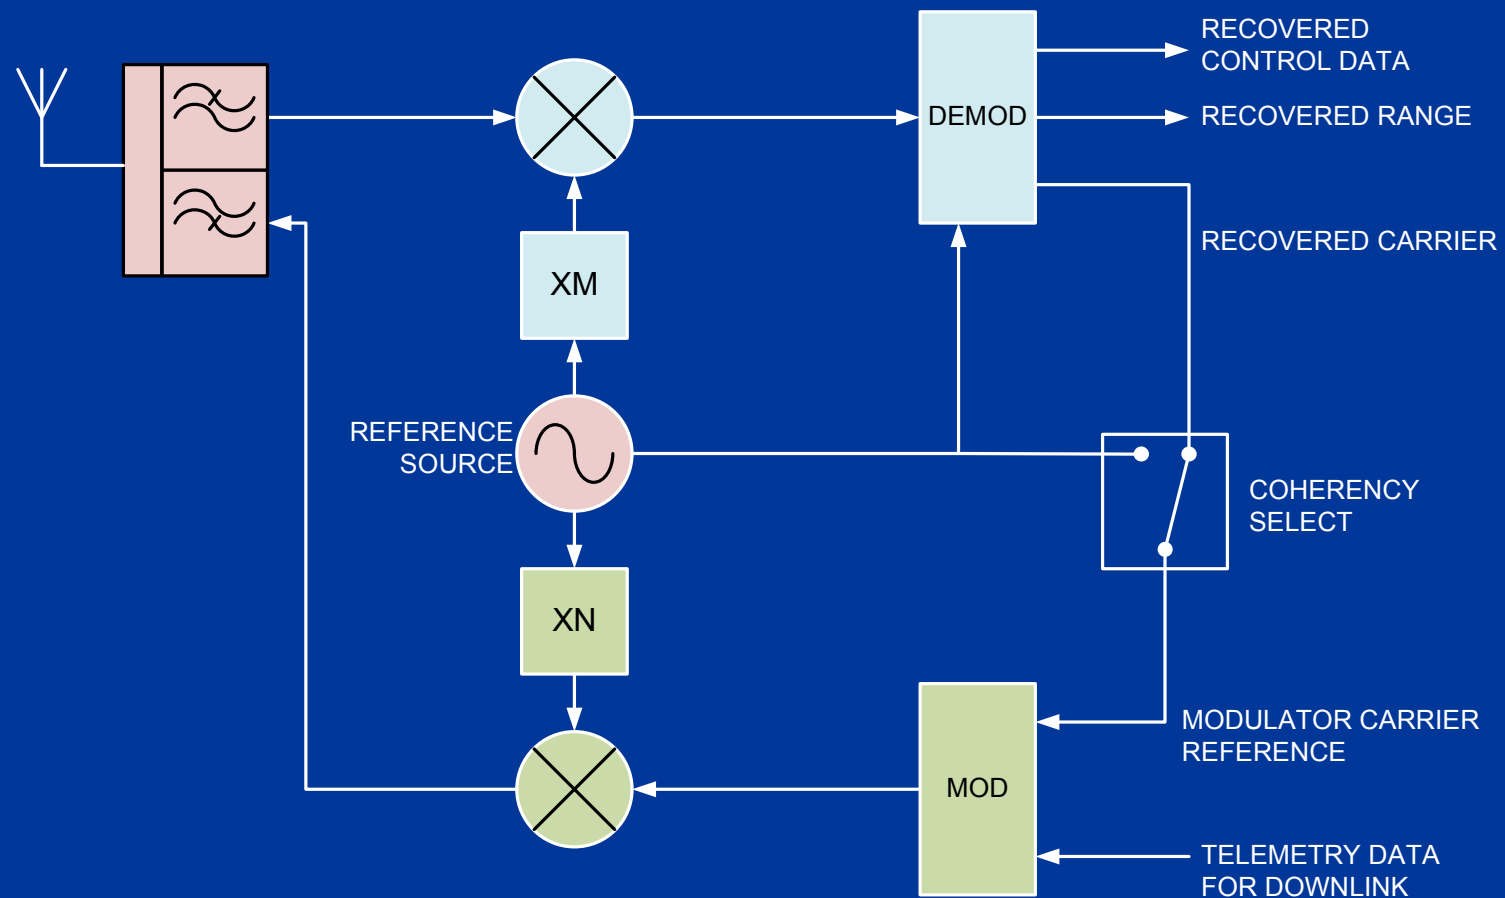 RECOVERED
CONTROL DATA
DEMOD
RECOVERED RANGE
RECOVERED CARRIER
XM
REFERENCE
SOURCE
COHERENCY
SELECT
XN
MODULATOR CARRIER
REFERENCE
MOD
TELEMETRY DATA
FOR DOWNLINK